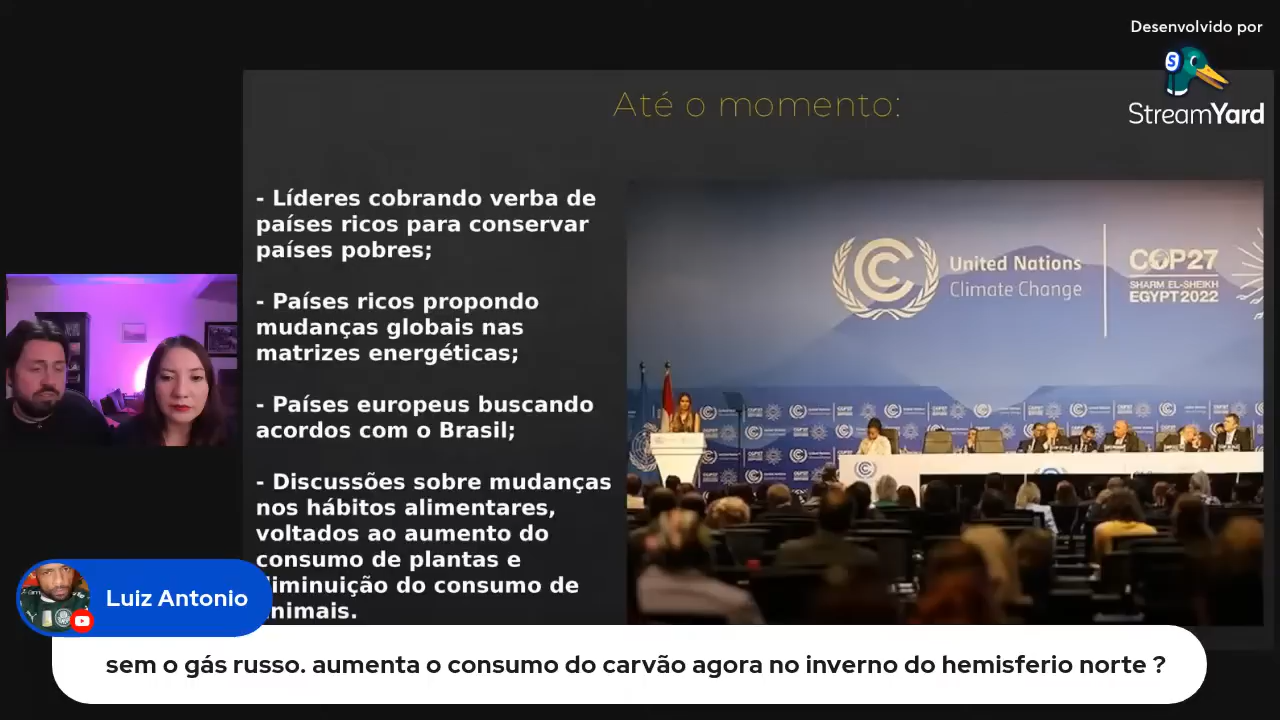 Desenvolvido por
StreamYard
Até o momento:
- Líderes cobrando verba de
países ricos para conservar
países pobres;
- Países ricos propondo
mudanças globais nas
matrizes energéticas;
- Países europeus buscando
acordos com o Brasil;
- Discussões sobre mudanças
nos hábitos alimentares,
voltados ao aumento do
consumo de plantas e
diminuição do consumo de
animais.
United Nations
Climate Change
COP27
SHARM EL-SHEIKH
EGYPT 2022
Luiz Antonio
sem o gás russo. aumenta o consumo do carvão agora no inverno do hemisferio norte ?